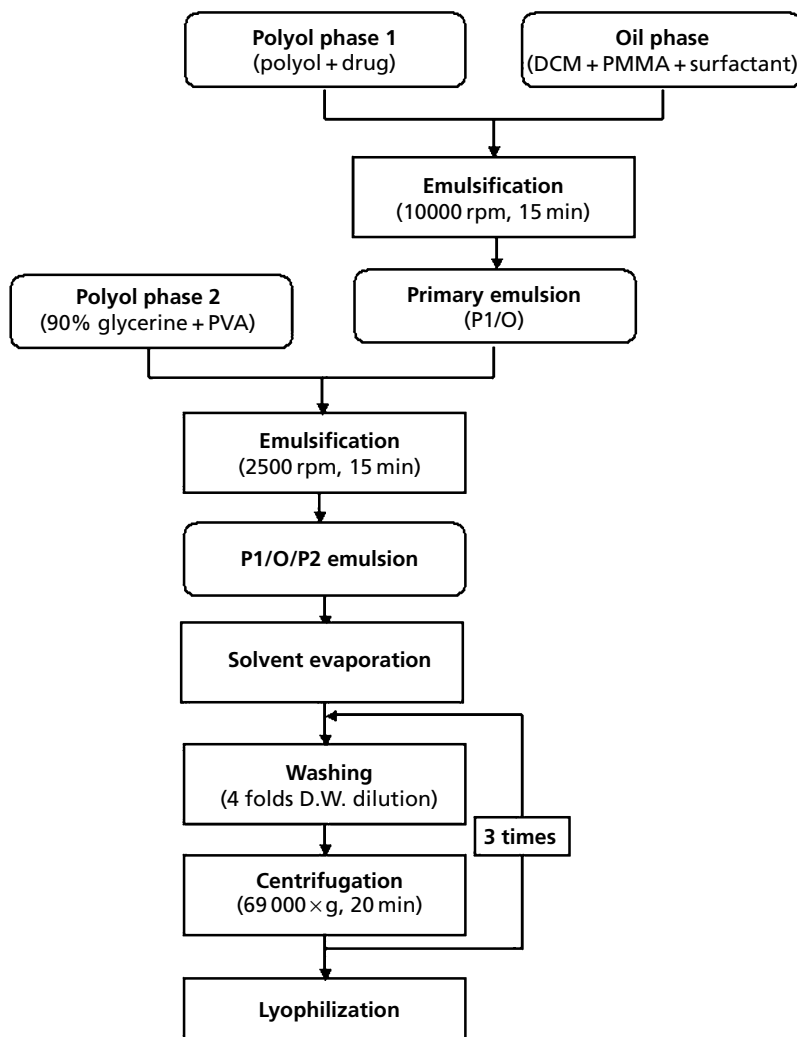 Polyol phase 1
(polyol + drug)
Oil phase
(DCM + PMMA + surfactant)
Emulsification
(10000 rpm, 15 min)
Polyol phase 2
(90% glycerine + PVA)
Primary emulsion
(P1/O)
Emulsification
(2500 rpm, 15 min)
P1/O/P2 emulsion
Solvent evaporation
Washing
(4 folds D.W. dilution)
3 times
Centrifugation
(69 000 × g, 20 min)
Lyophilization